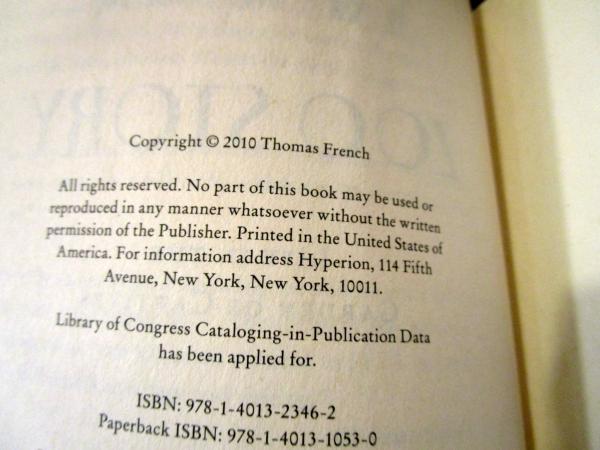 Copyright © 2010 Thomas French
All rights reserved. No part of this book may be used or
reproduced in any manner whatsoever without the written
permission of the Publisher. Printed in the United States of
America. For information address Hyperion, 114 Fifth
Avenue, New York, New York, 10011.
Library of Congress Cataloging-in-Publication Data
has been applied for.
ISBN: 978-1-4013-2346-2
Paperback ISBN: 978-1-4013-1053-0